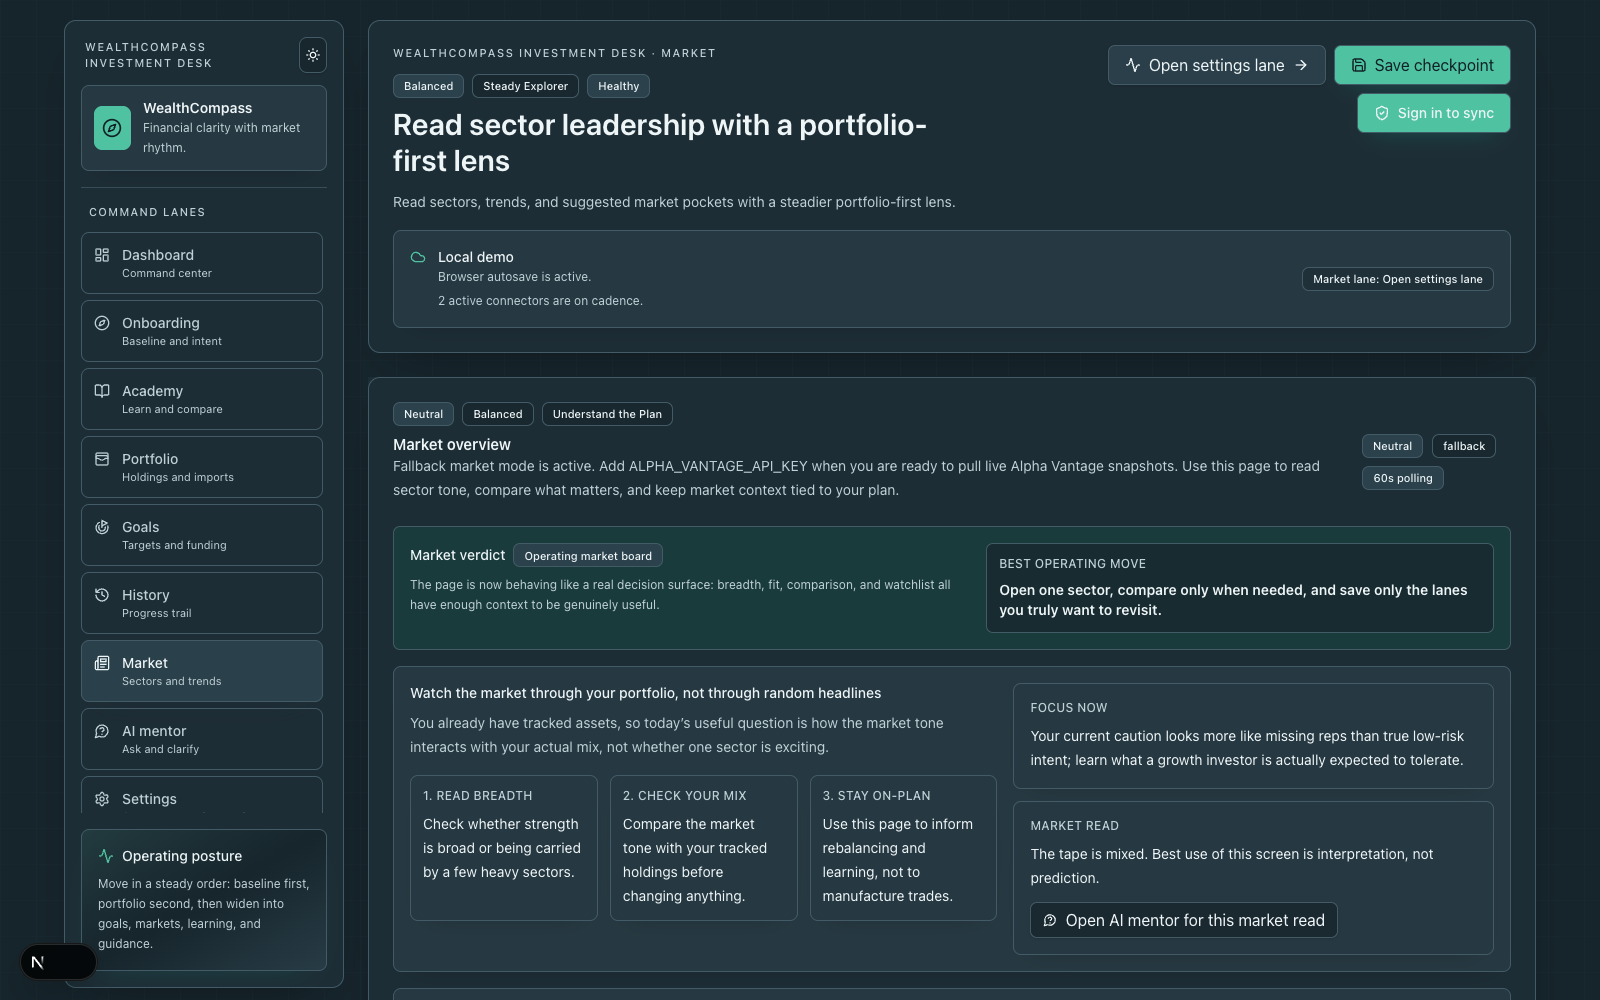 WEALTHCOMPASS
INVESTMENT DESK
WealthCompass
Financial clarity with market
rhythm.
COMMAND LANES
Dashboard
Command center
Onboarding
Baseline and intent
Academy
Learn and compare
Portfolio
Holdings and imports
Goals
Targets and funding
History
Progress trail
Market
Sectors and trends
AI mentor
Ask and clarify
Settings
Operating posture
Move in a steady order: baseline first,
portfolio second, then widen into
goals, markets, learning, and
guidance.
N
WEALTHCOMPASS INVESTMENT DESK · MARKET
Balanced
Steady Explorer
Healthy
Read sector leadership with a portfolio-
first lens
Read sectors, trends, and suggested market pockets with a steadier portfolio-first lens.
Open settings lane
Save checkpoint
Sign in to sync
Local demo
Browser autosave is active.
2 active connectors are on cadence.
Market lane: Open settings lane
Neutral
Balanced
Understand the Plan
Market overview
Fallback market mode is active. Add ALPHA_VANTAGE_API_KEY when you are ready to pull live Alpha Vantage snapshots. Use this page to read
sector tone, compare what matters, and keep market context tied to your plan.
Neutral
fallback
60s polling
Market verdict
Operating market board
The page is now behaving like a real decision surface: breadth, fit, comparison, and watchlist all
have enough context to be genuinely useful.
BEST OPERATING MOVE
Open one sector, compare only when needed, and save only the lanes
you truly want to revisit.
Watch the market through your portfolio, not through random headlines
You already have tracked assets, so today's useful question is how the market tone
interacts with your actual mix, not whether one sector is exciting.
1. READ BREADTH
Check whether strength
is broad or being carried
by a few heavy sectors.
2. CHECK YOUR MIX
Compare the market
tone with your tracked
holdings before
changing anything.
3. STAY ON-PLAN
Use this page to inform
rebalancing and
learning, not to
manufacture trades.
FOCUS NOW
Your current caution looks more like missing reps than true low-risk
intent; learn what a growth investor is actually expected to tolerate.
MARKET READ
The tape is mixed. Best use of this screen is interpretation, not
prediction.
Open AI mentor for this market read